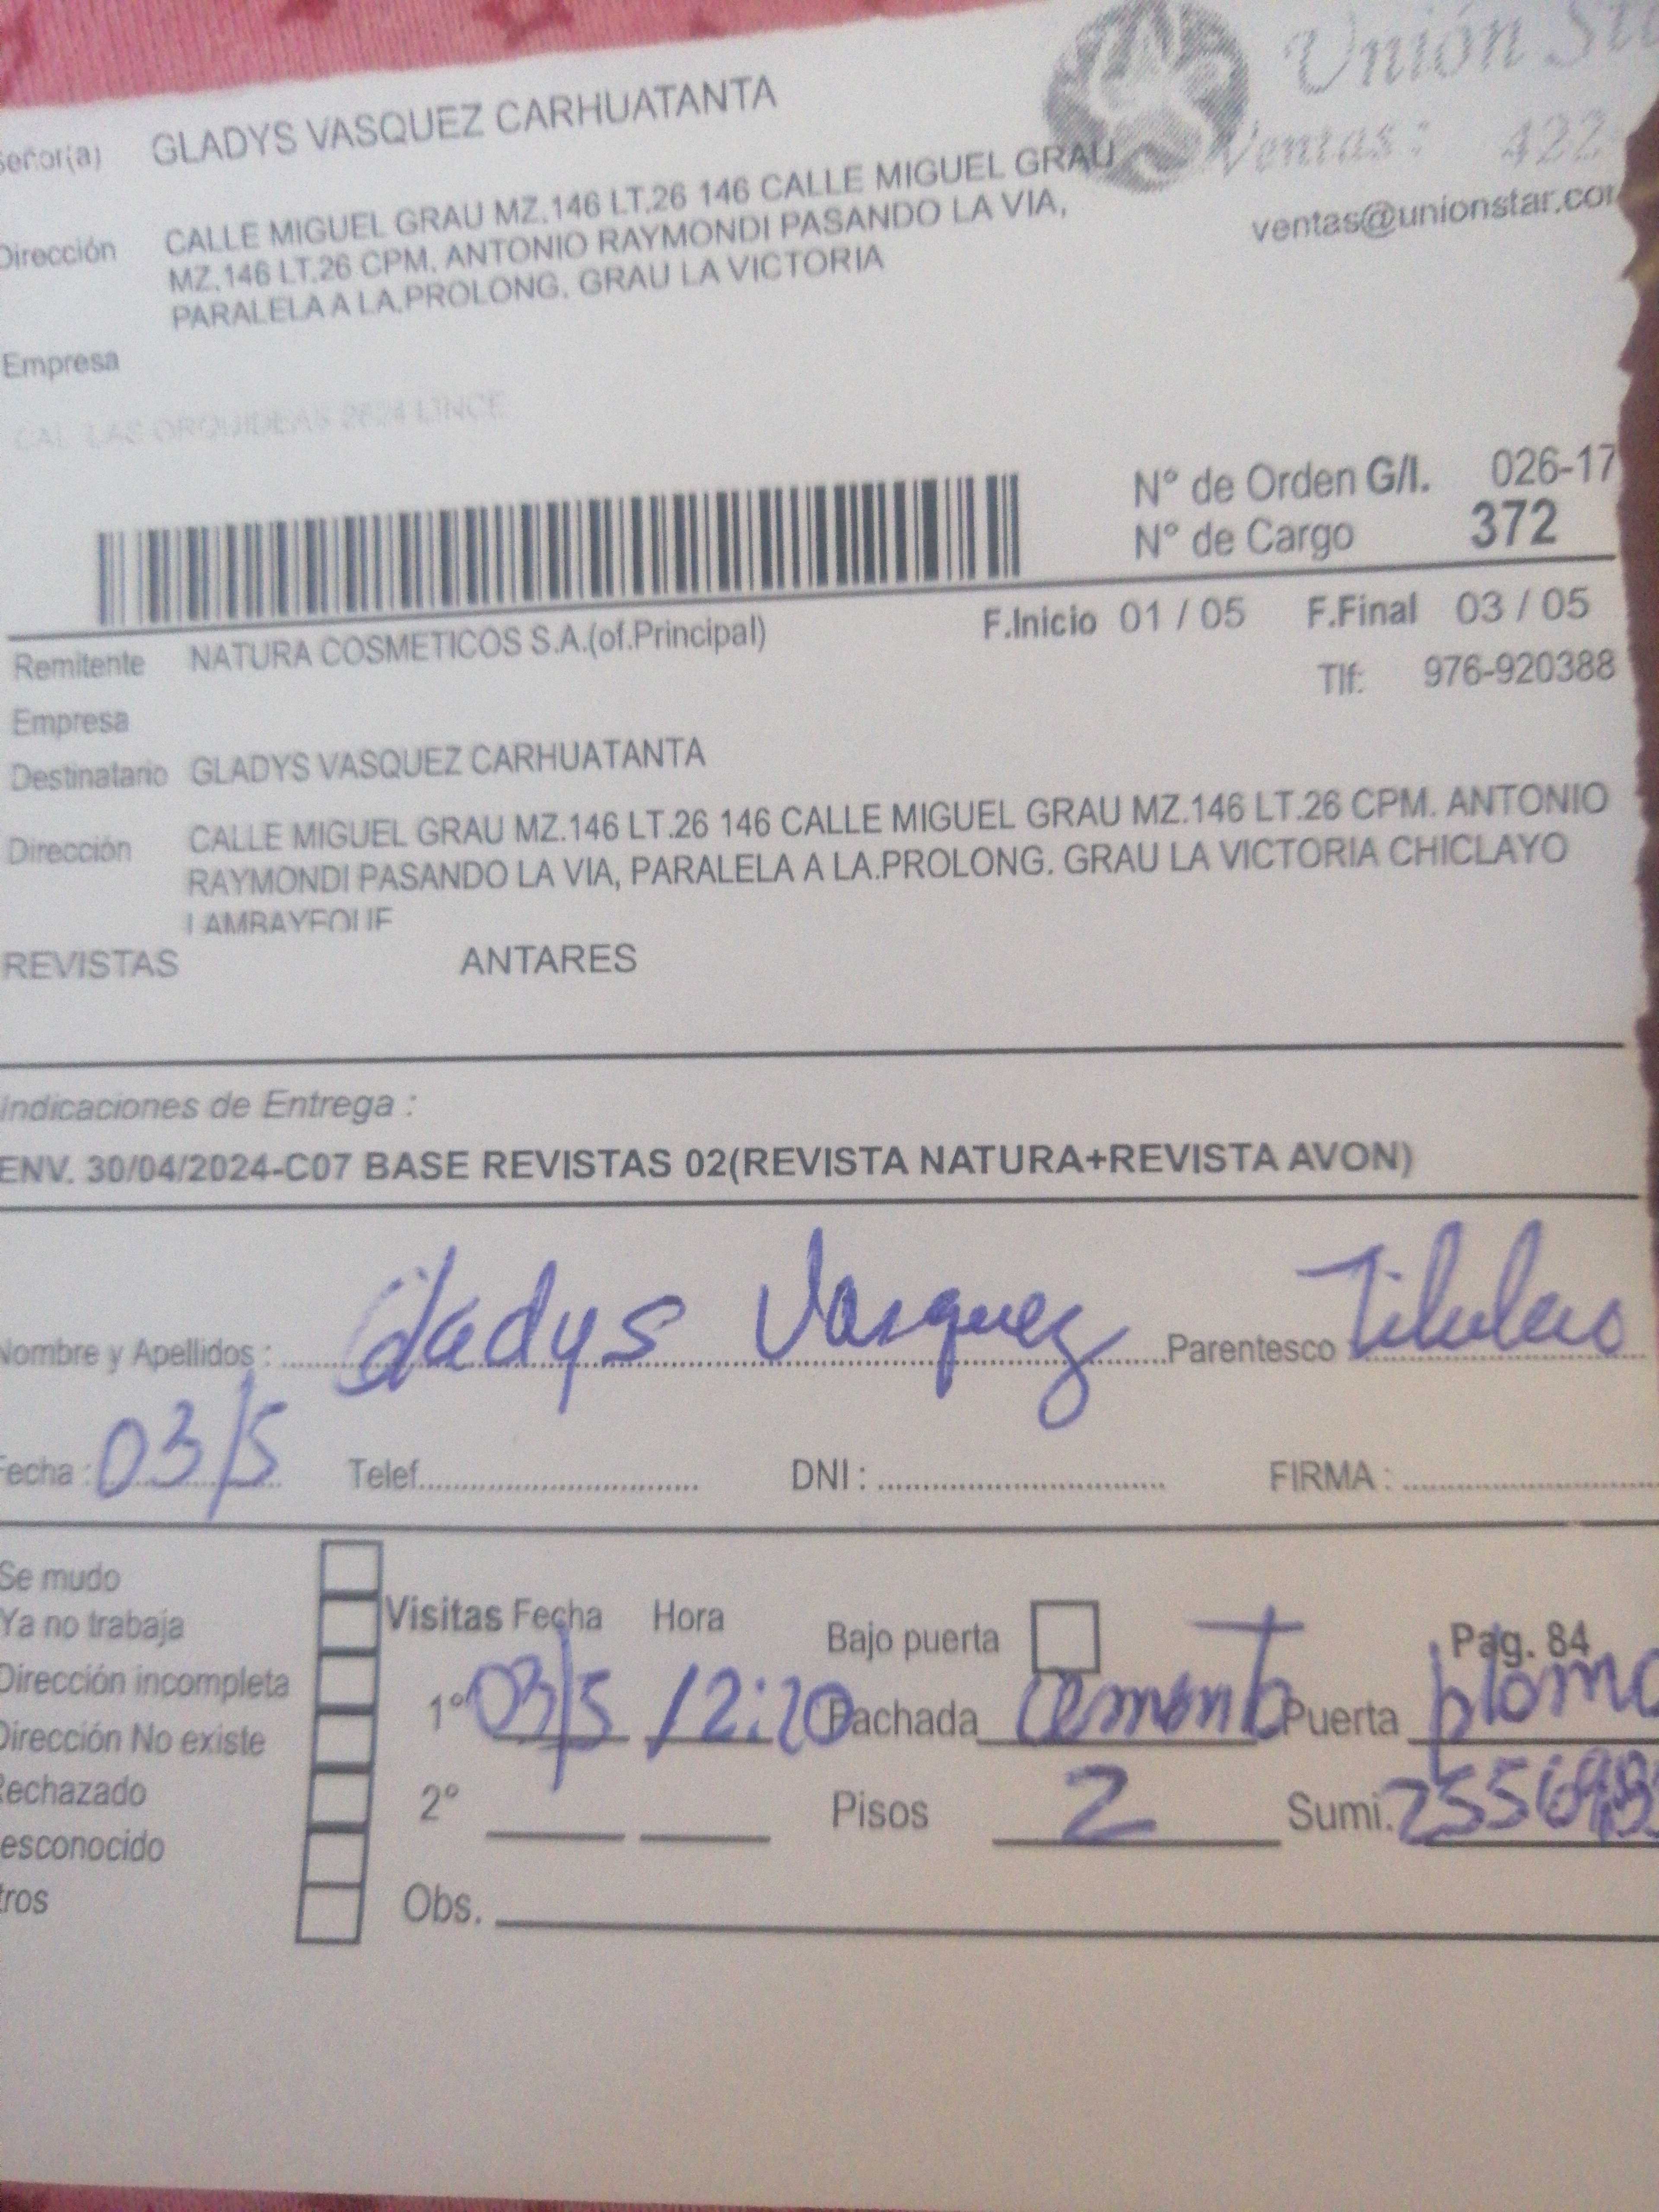 Señor(a) GLADYS VASQUEZ CARHUATANTA
Unión
Ventas: 422
ventas@unionstar.com
Dirección CALLE MIGUEL GRAU MZ.146 LT.26 146 CALLE MIGUEL GRAU
MZ.146 LT.26 CPM. ANTONIO RAYMONDI PASANDO LA VIA,
PARALELA A LA.PROLONG. GRAU LA VICTORIA
Empresa
CAL LAS ORQUIDEAS 2624 LINCE
N° de Orden G/I. 026-17
N° de Cargo 372
Remitente NATURA COSMETICOS S.A.(of.Principal) F.Inicio 01 / 05 F.Final 03 / 05
Tlf: 976-920388
Empresa
Destinatario GLADYS VASQUEZ CARHUATANTA
Dirección CALLE MIGUEL GRAU MZ.146 LT.26 146 CALLE MIGUEL GRAU MZ.146 LT.26 CPM. ANTONIO
RAYMONDI PASANDO LA VIA, PARALELA A LA.PROLONG. GRAU LA VICTORIA CHICLAYO
LAMBAYEQUE
REVISTAS ANTARES
Indicaciones de Entrega :
ENV. 30/04/2024-C07 BASE REVISTAS 02(REVISTA NATURA+REVISTA AVON)
Nombre y Apellidos : Gladys Vasquez Parentesco
Fecha : 03/5 Telef. DNI : FIRMA :
Se mudo
Ya no trabaja
Dirección incompleta
Dirección No existe
Rechazado
esconocido
tros
Visitas Fecha Hora Bajo puerta Pag. 84
1° 03/5 12:20 Fachada Cemento Puerta plomo
2° Pisos 2 Sumi.
Obs.